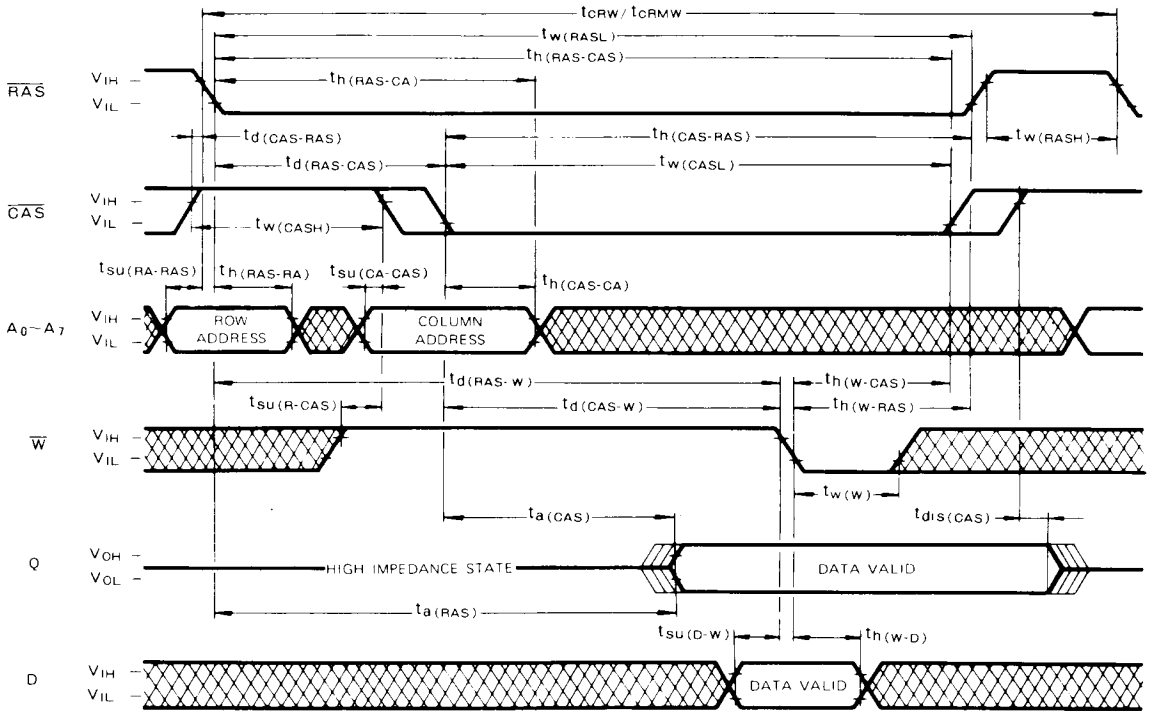 tCRW/tCRMW
tw(RASL)
th(RAS-CAS)
th(RAS-CA)
RAS
VIH
VIL
td(CAS-RAS)
th(CAS-RAS)
tw(RASH)
td(RAS-CAS)
tw(CASL)
CAS
VIH
VIL
tw(CASH)
tsu(RA-RAS)
th(RAS-RA)
tsu(CA-CAS)
th(CAS-CA)
A0~A7
VIH
VIL
ROW
ADDRESS
COLUMN
ADDRESS
td(RAS-W)
th(W-CAS)
tsu(R-CAS)
td(CAS-W)
th(W-RAS)
W
VIH
VIL
tw(W)
ta(CAS)
tdis(CAS)
Q
VOH
VOL
HIGH IMPEDANCE STATE
DATA VALID
ta(RAS)
tsu(D-W)
th(W-D)
D
VIH
VIL
DATA VALID